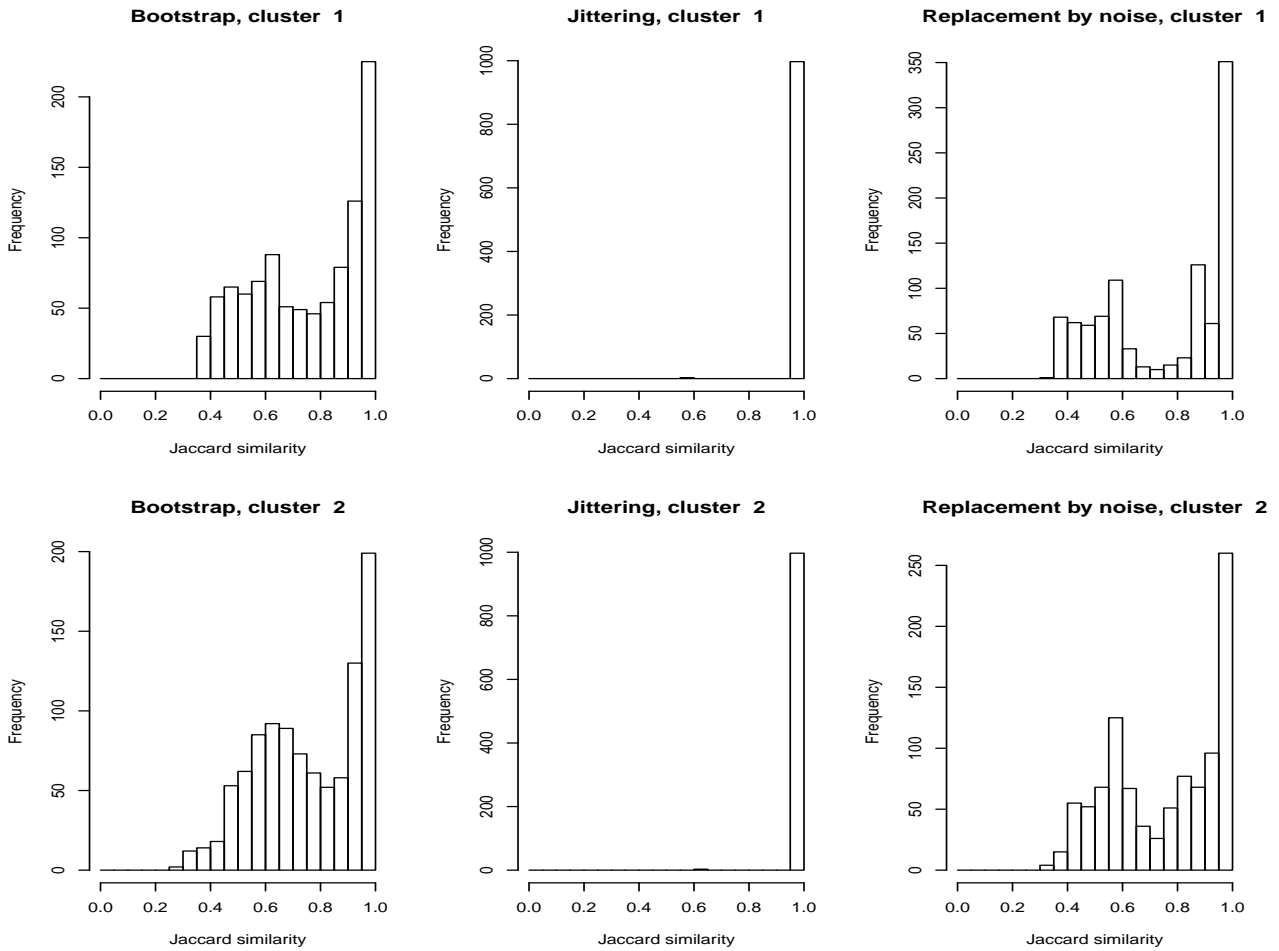 Bootstrap, cluster 1
Frequency
0 50 100 150 200
0.0 0.2 0.4 0.6 0.8 1.0
Jaccard similarity
Jittering, cluster 1
Frequency
0 200 400 600 800 1000
0.0 0.2 0.4 0.6 0.8 1.0
Jaccard similarity
Replacement by noise, cluster 1
Frequency
0 50 100 150 200 250 300 350
0.0 0.2 0.4 0.6 0.8 1.0
Jaccard similarity
Bootstrap, cluster 2
Frequency
0 50 100 150 200
0.0 0.2 0.4 0.6 0.8 1.0
Jaccard similarity
Jittering, cluster 2
Frequency
0 200 400 600 800 1000
0.0 0.2 0.4 0.6 0.8 1.0
Jaccard similarity
Replacement by noise, cluster 2
Frequency
0 50 100 150 200 250
0.0 0.2 0.4 0.6 0.8 1.0
Jaccard similarity